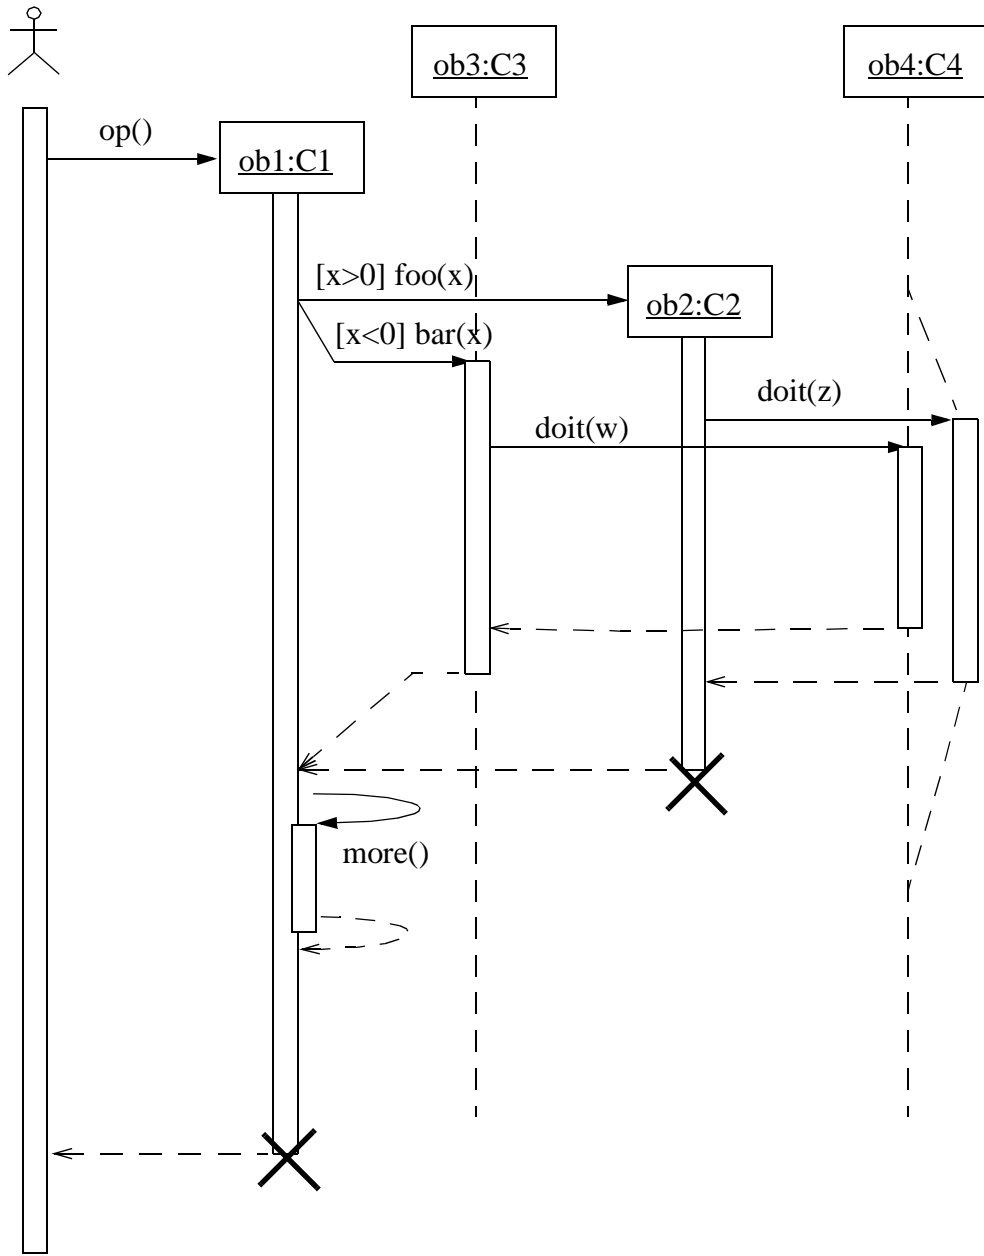 ob3:C3
ob4:C4
op()
ob1:C1
[x>0] foo(x)
ob2:C2
[x<0] bar(x)
doit(z)
doit(w)
more()